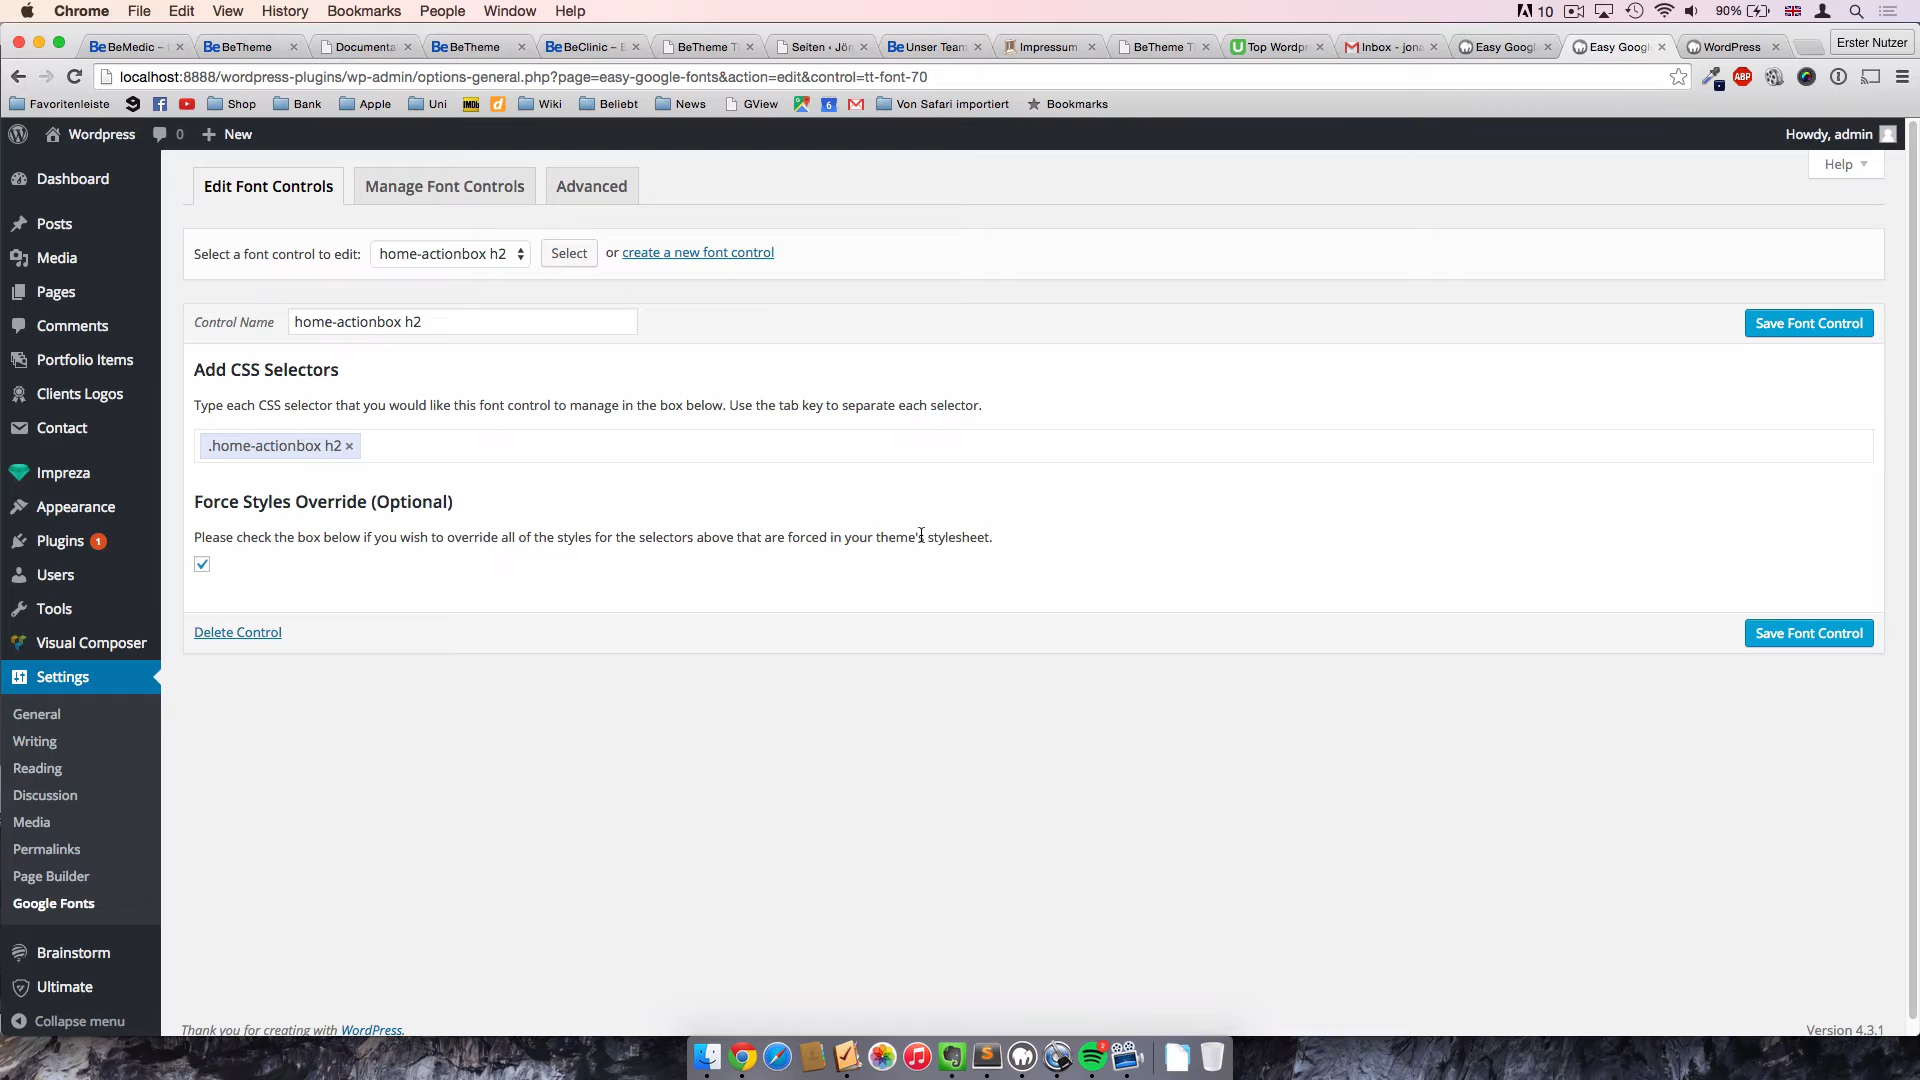 Chrome File Edit View History Bookmarks People Window Help 10 90%
BeMedic – BeTheme Documenta BeTheme BeClinic – E BeTheme T Seiten ‹ Jör Unser Team Impressum BeTheme T Top Wordpr Inbox - jona Easy Googl Easy Googl WordPress Erster Nutzer
localhost:8888/wordpress-plugins/wp-admin/options-general.php?page=easy-google-fonts&action=edit&control=tt-font-70 ABP
Favoritenleiste Shop Bank Apple Uni IMDb Wiki Beliebt News GView 6 Von Safari importiert Bookmarks
Wordpress 0 New Howdy, admin
Help
Dashboard
Posts
Media
Pages
Comments
Portfolio Items
Clients Logos
Contact
Impreza
Appearance
Plugins 1
Users
Tools
Visual Composer
Settings
General
Writing
Reading
Discussion
Media
Permalinks
Page Builder
Google Fonts
Brainstorm
Ultimate
Collapse menu
Edit Font Controls Manage Font Controls Advanced
Select a font control to edit: home-actionbox h2 Select or create a new font control
Control Name home-actionbox h2 Save Font Control
Add CSS Selectors
Type each CSS selector that you would like this font control to manage in the box below. Use the tab key to separate each selector.
.home-actionbox h2 ×
Force Styles Override (Optional)
Please check the box below if you wish to override all of the styles for the selectors above that are forced in your theme's stylesheet.
Delete Control Save Font Control
Thank you for creating with WordPress. Version 4.3.1